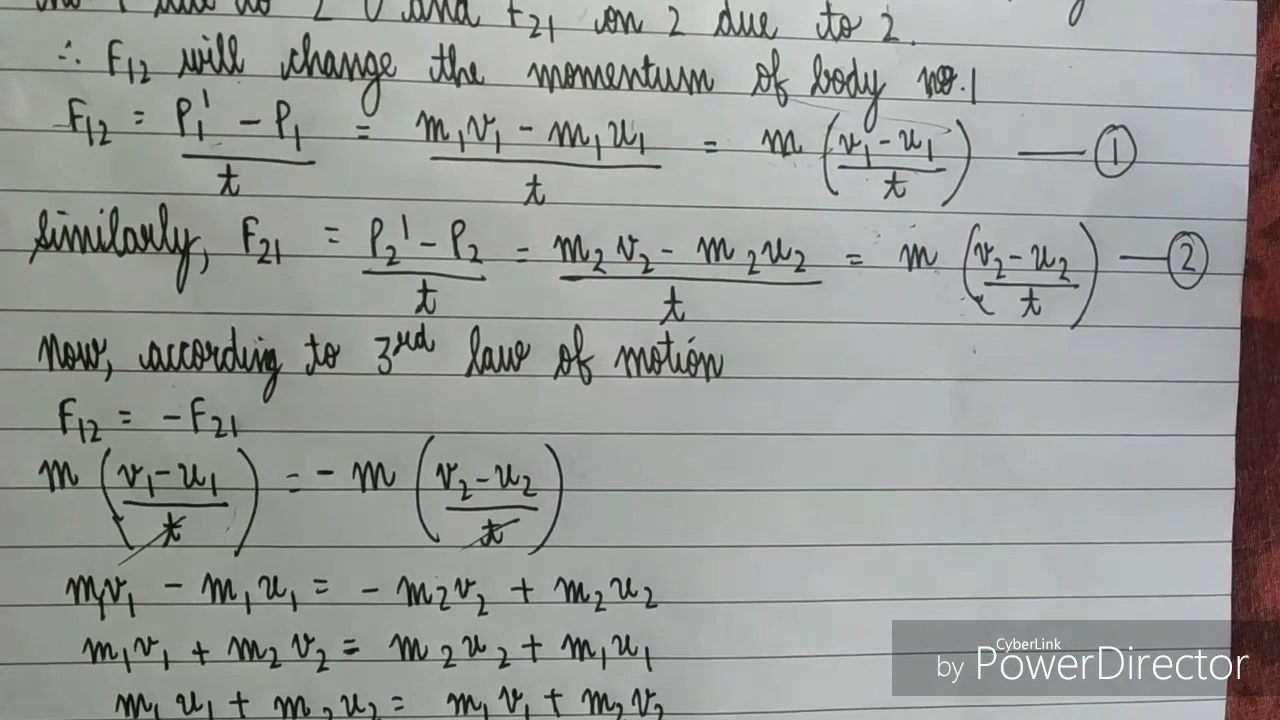 and F21 on 2 due to 2.
∴ F12 will change the momentum of body no. 1
F12 = P1' - P1 / t = m1v1 - m1u1 / t = m (v1 - u1 / t) — ①
Similarly, F21 = P2' - P2 / t = m2v2 - m2u2 / t = m (v2 - u2 / t) — ②
Now, according to 3rd law of motion
F12 = -F21
m (v1 - u1 / t) = - m (v2 - u2 / t)
m1v1 - m1u1 = - m2v2 + m2u2
m1v1 + m2v2 = m2u2 + m1u1
m1u1 + m2u2 = m1v1 + m2v2
CyberLink
by PowerDirector